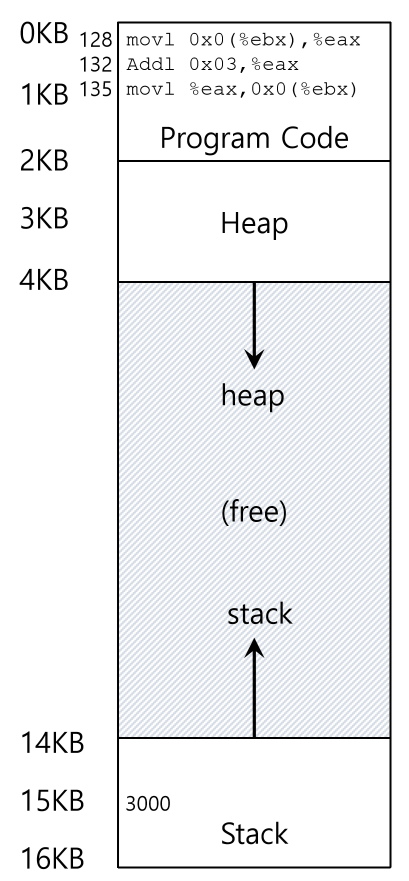 0KB
128 movl 0x0(%ebx),%eax
132 Addl 0x03,%eax
1KB 135 movl %eax,0x0(%ebx)
Program Code
2KB
3KB Heap
4KB
heap
(free)
stack
14KB
15KB 3000
Stack
16KB